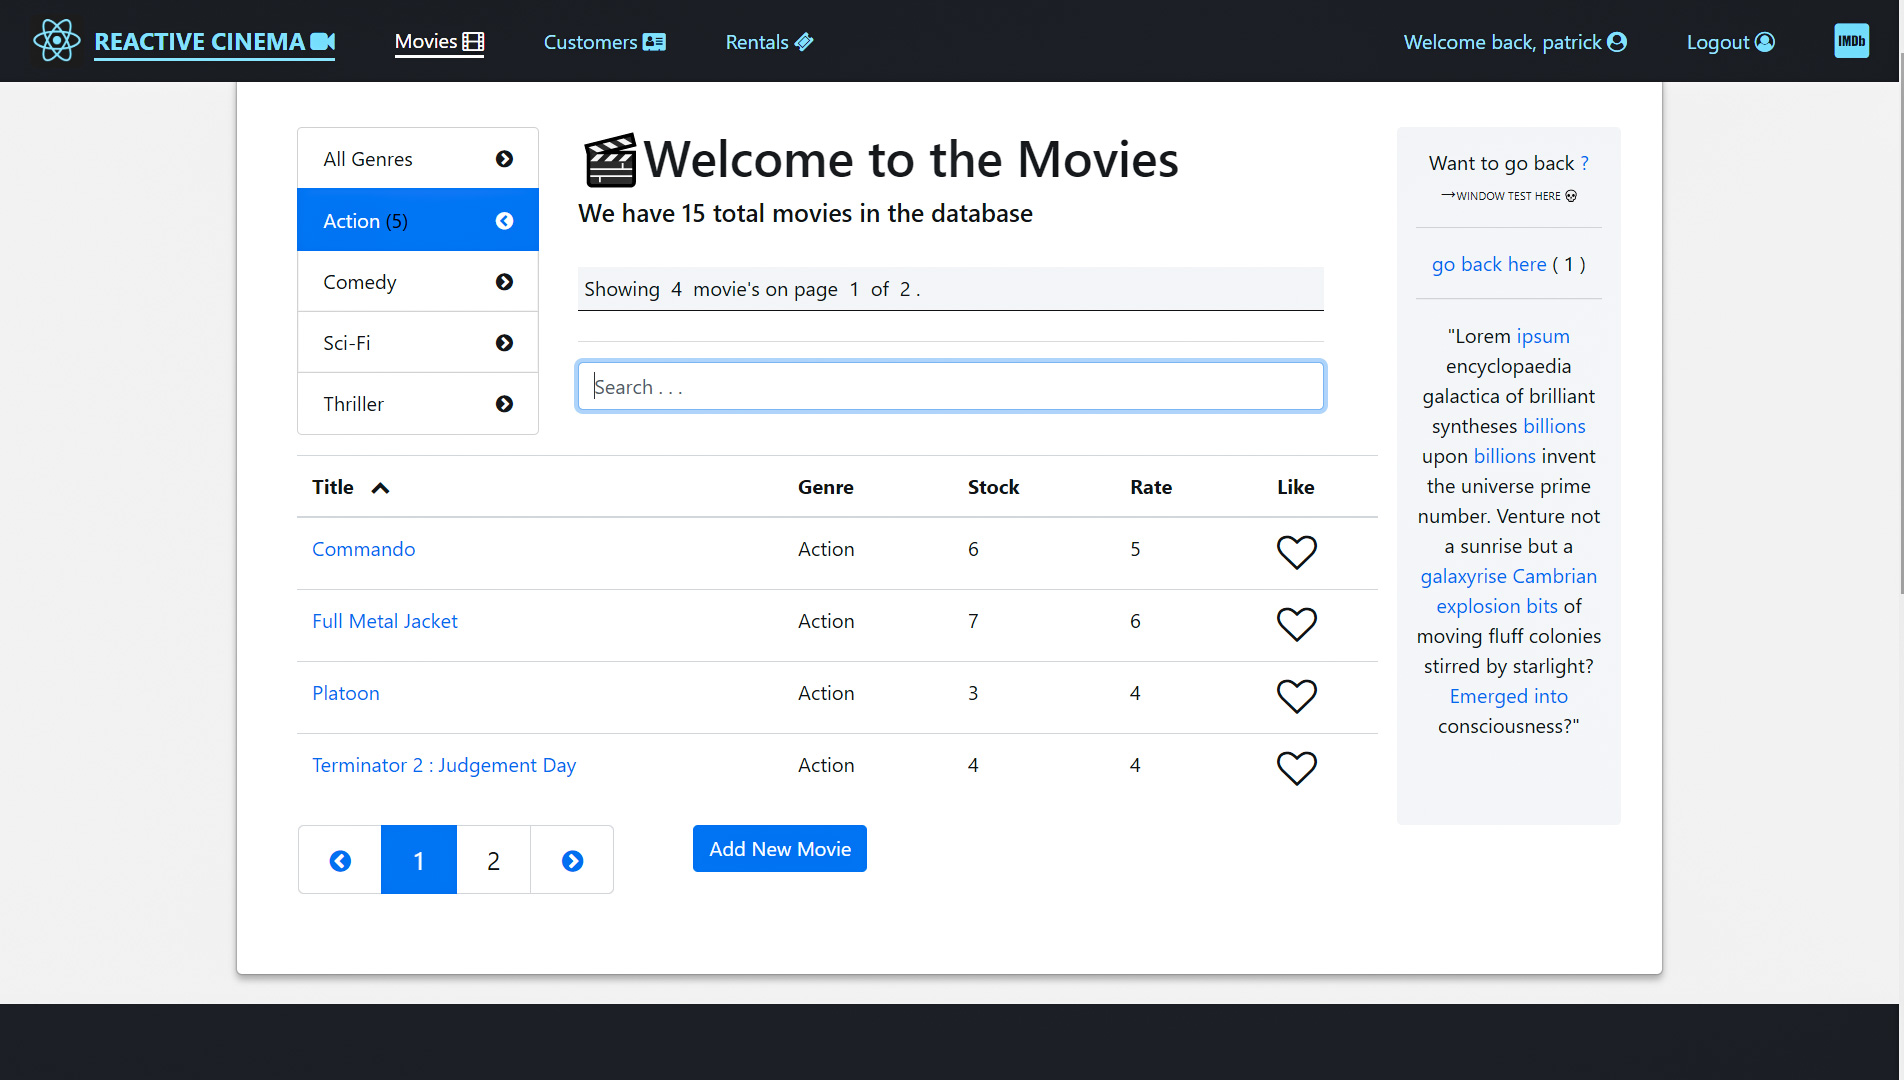 REACTIVE CINEMA
Movies
Customers
Rentals
Welcome back, patrick
Logout
IMDb
All Genres
Action (5)
Comedy
Sci-Fi
Thriller
Welcome to the Movies
We have 15 total movies in the database
Showing 4 movie's on page 1 of 2 .
Search . . .
Title Genre Stock Rate Like
Commando Action 6 5
Full Metal Jacket Action 7 6
Platoon Action 3 4
Terminator 2 : Judgement Day Action 4 4
1 2
Add New Movie
Want to go back ?
→WINDOW TEST HERE
go back here ( 1 )
"Lorem ipsum
encyclopaedia
galactica of brilliant
syntheses billions
upon billions invent
the universe prime
number. Venture not
a sunrise but a
galaxyrise Cambrian
explosion bits of
moving fluff colonies
stirred by starlight?
Emerged into
consciousness?"